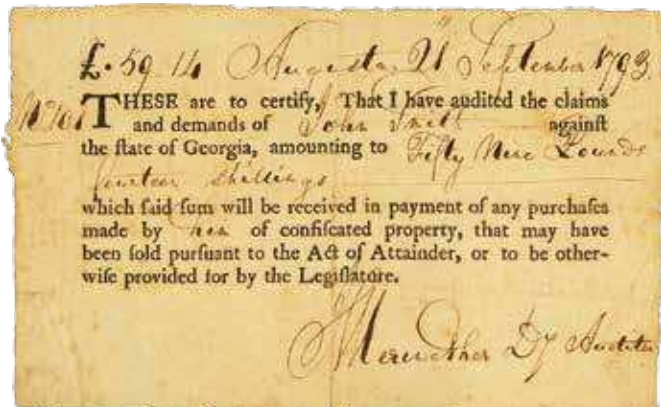 £. 59 14 Augusta, 21 September 1793
THESE are to certify, That I have audited the claims
and demands of John against
the ſtate of Georgia, amounting to Fifty Nine Pounds
fourteen shillings
which ſaid ſum will be received in payment of any purchaſes
made by him of confiſcated property, that may have
been ſold purſuant to the Act of Attainder, or to be other-
wiſe provided for by the Legiſlature.
Meriwether Dy Auditor